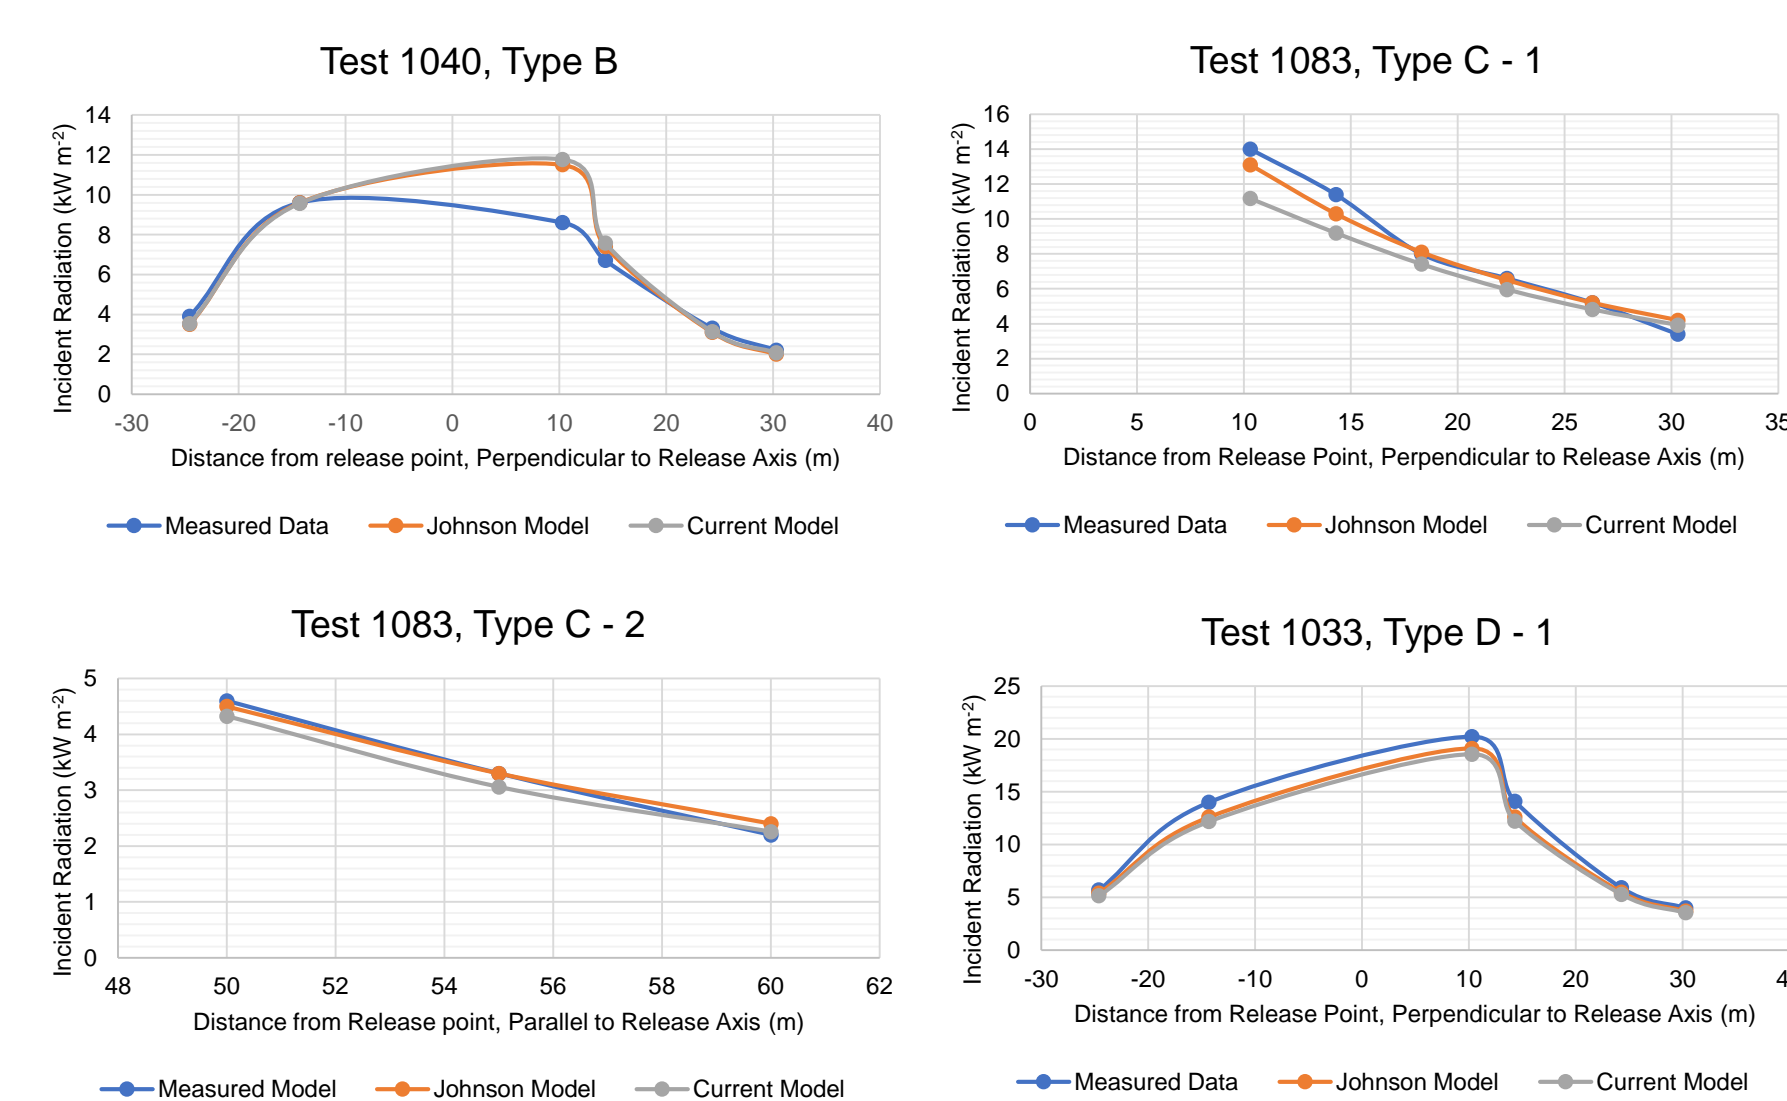 Test 1040, Type B
Incident Radiation (kW m-2)
14
12
10
8
6
4
2
0
-30 -20 -10 0 10 20 30 40
Distance from release point, Perpendicular to Release Axis (m)
Measured Data Johnson Model Current Model
Test 1083, Type C - 1
Incident Radiation (kW m-2)
16
14
12
10
8
6
4
2
0
0 5 10 15 20 25 30 35
Distance from Release Point, Perpendicular to Release Axis (m)
Measured Data Johnson Model Current Model
Test 1083, Type C - 2
Incident Radiation (kW m-2)
5
4
3
2
1
0
48 50 52 54 56 58 60 62
Distance from Release point, Parallel to Release Axis (m)
Measured Model Johnson Model Current Model
Test 1033, Type D - 1
Incident Radiation (kW m-2)
25
20
15
10
5
0
-30 -20 -10 0 10 20 30 4
Distance from Release Point, Perpendicular to Release Axis (m)
Measured Data Johnson Model Current Model